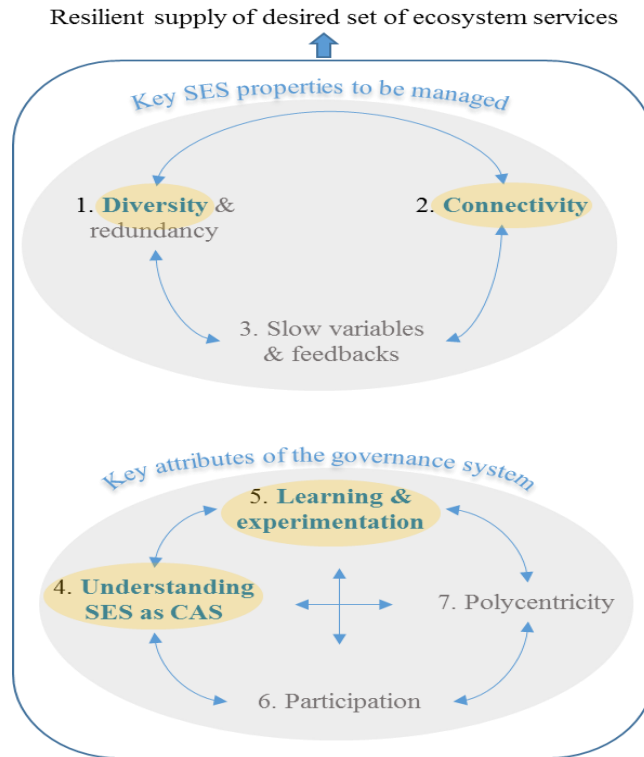 Resilient supply of desired set of ecosystem services
Key SES properties to be managed
1. Diversity &
redundancy
2. Connectivity
3. Slow variables
& feedbacks
Key attributes of the governance system
5. Learning &
experimentation
4. Understanding
SES as CAS
7. Polycentricity
6. Participation